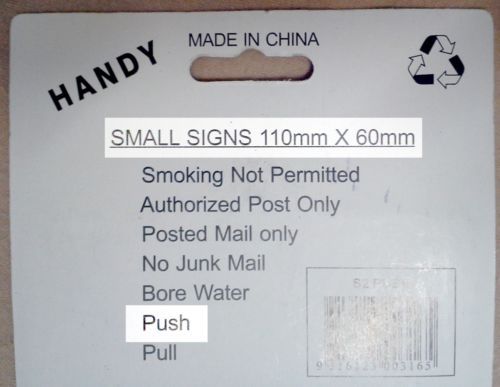 HANDY
MADE IN CHINA
SMALL SIGNS 110mm X 60mm
Smoking Not Permitted
Authorized Post Only
Posted Mail only
No Junk Mail
Bore Water
Push
Pull